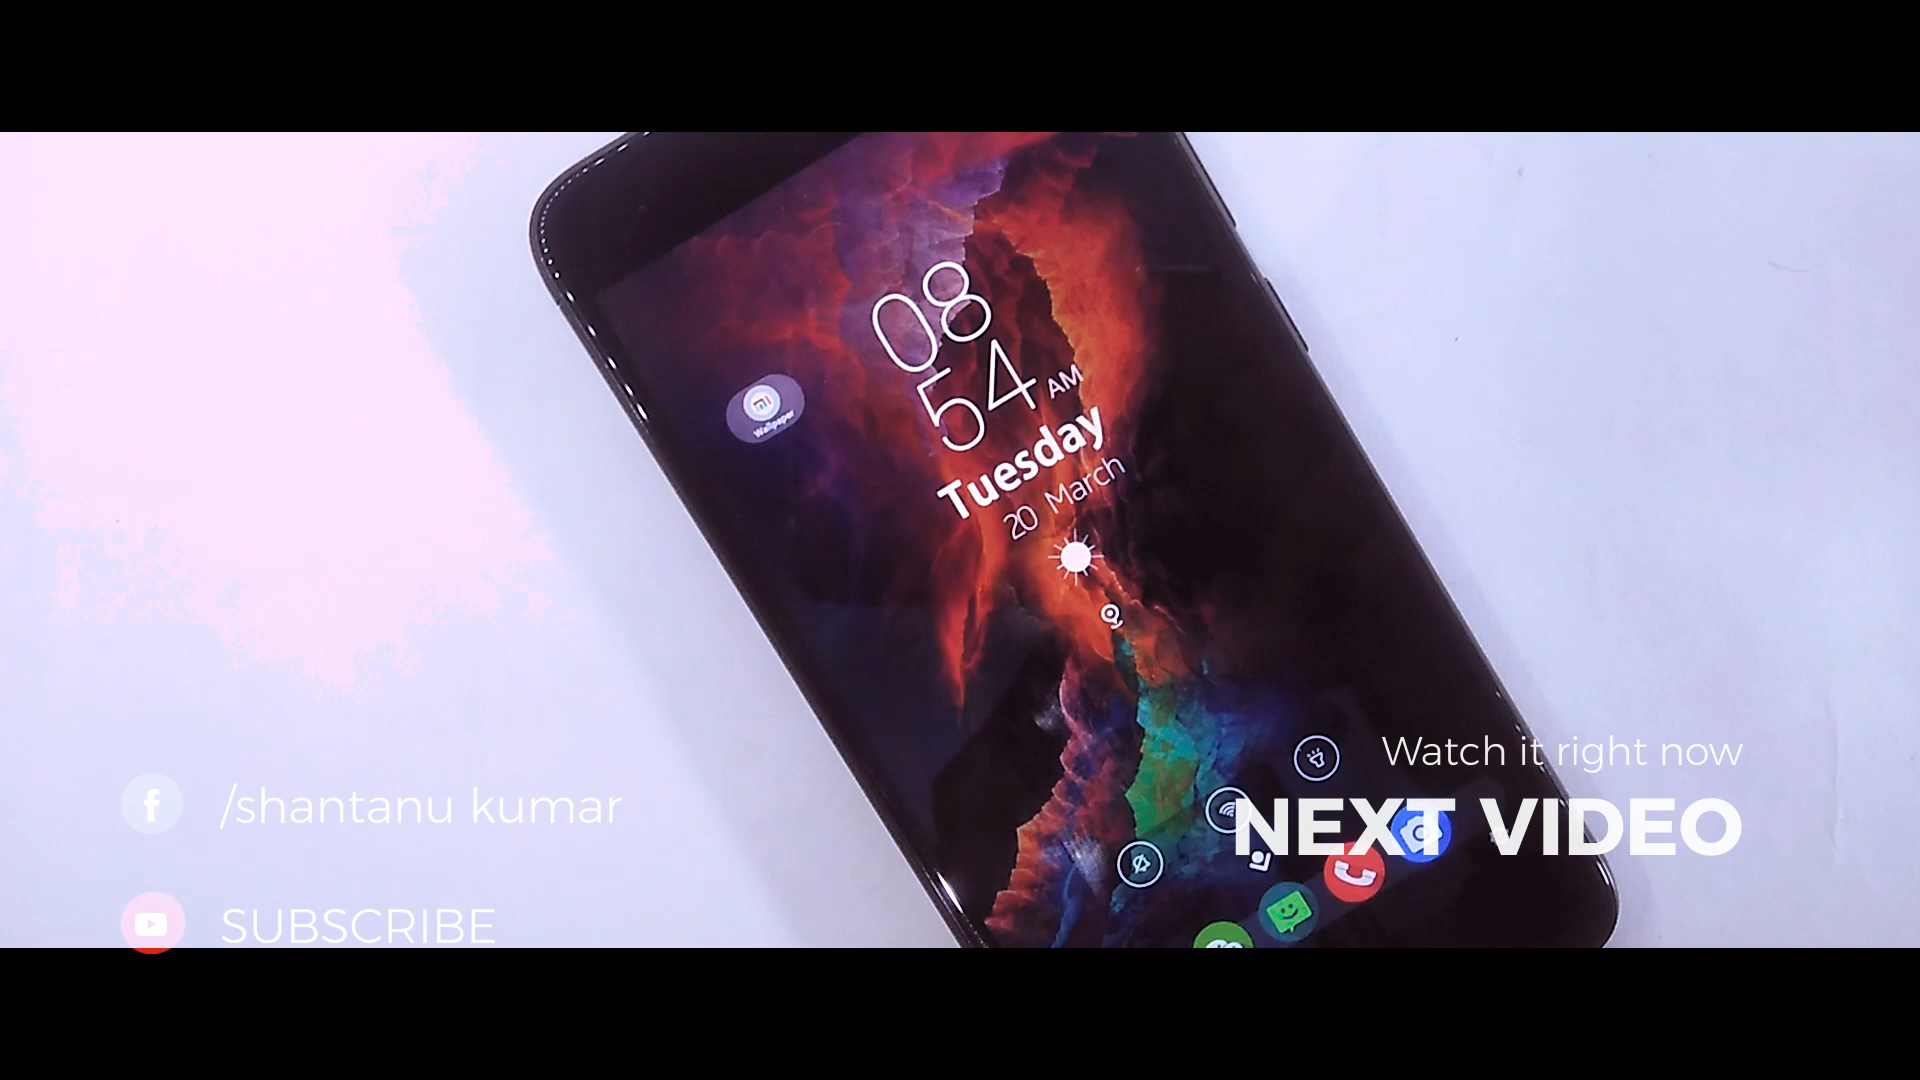 08
54 AM
Tuesday
20 March
Wallpaper
Watch it right now
NEXT VIDEO
/shantanu kumar
SUBSCRIBE